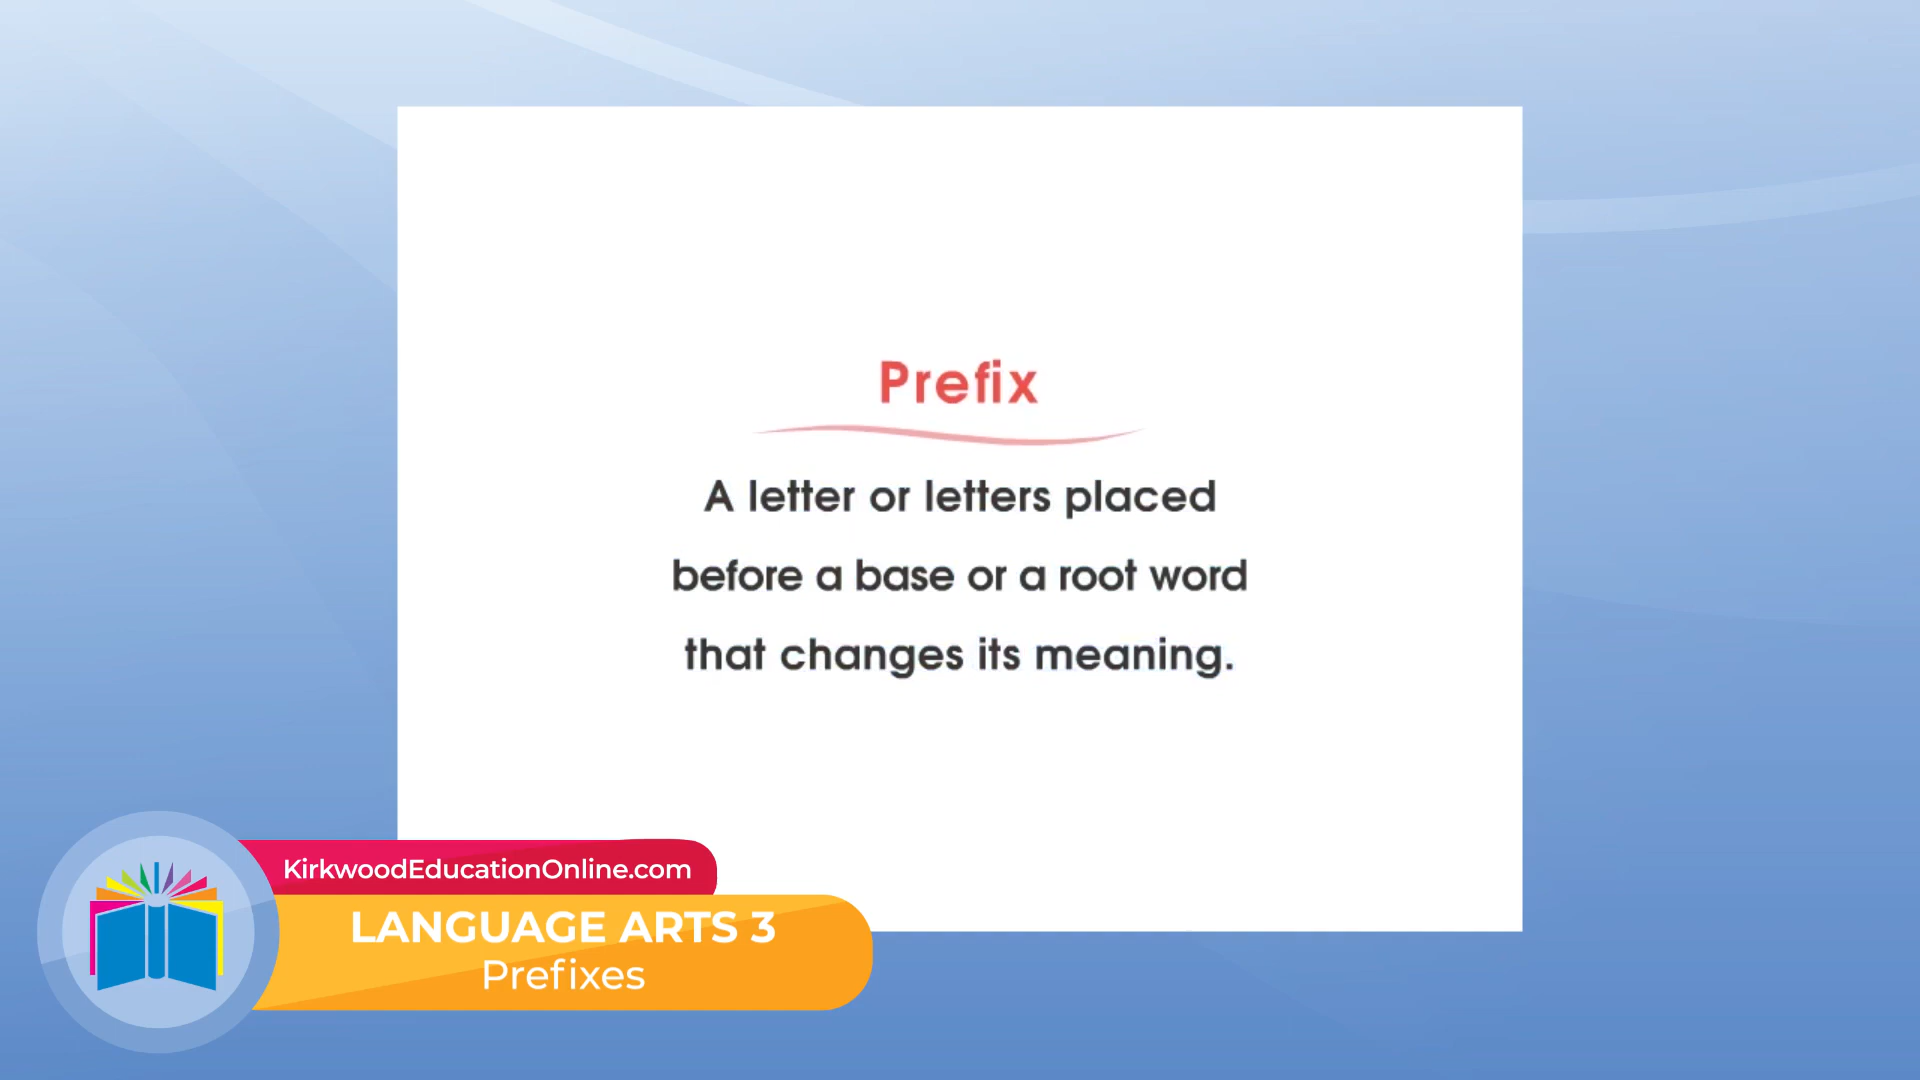 Prefix
A letter or letters placed
before a base or a root word
that changes its meaning.
KirkwoodEducationOnline.com
LANGUAGE ARTS 3
Prefixes